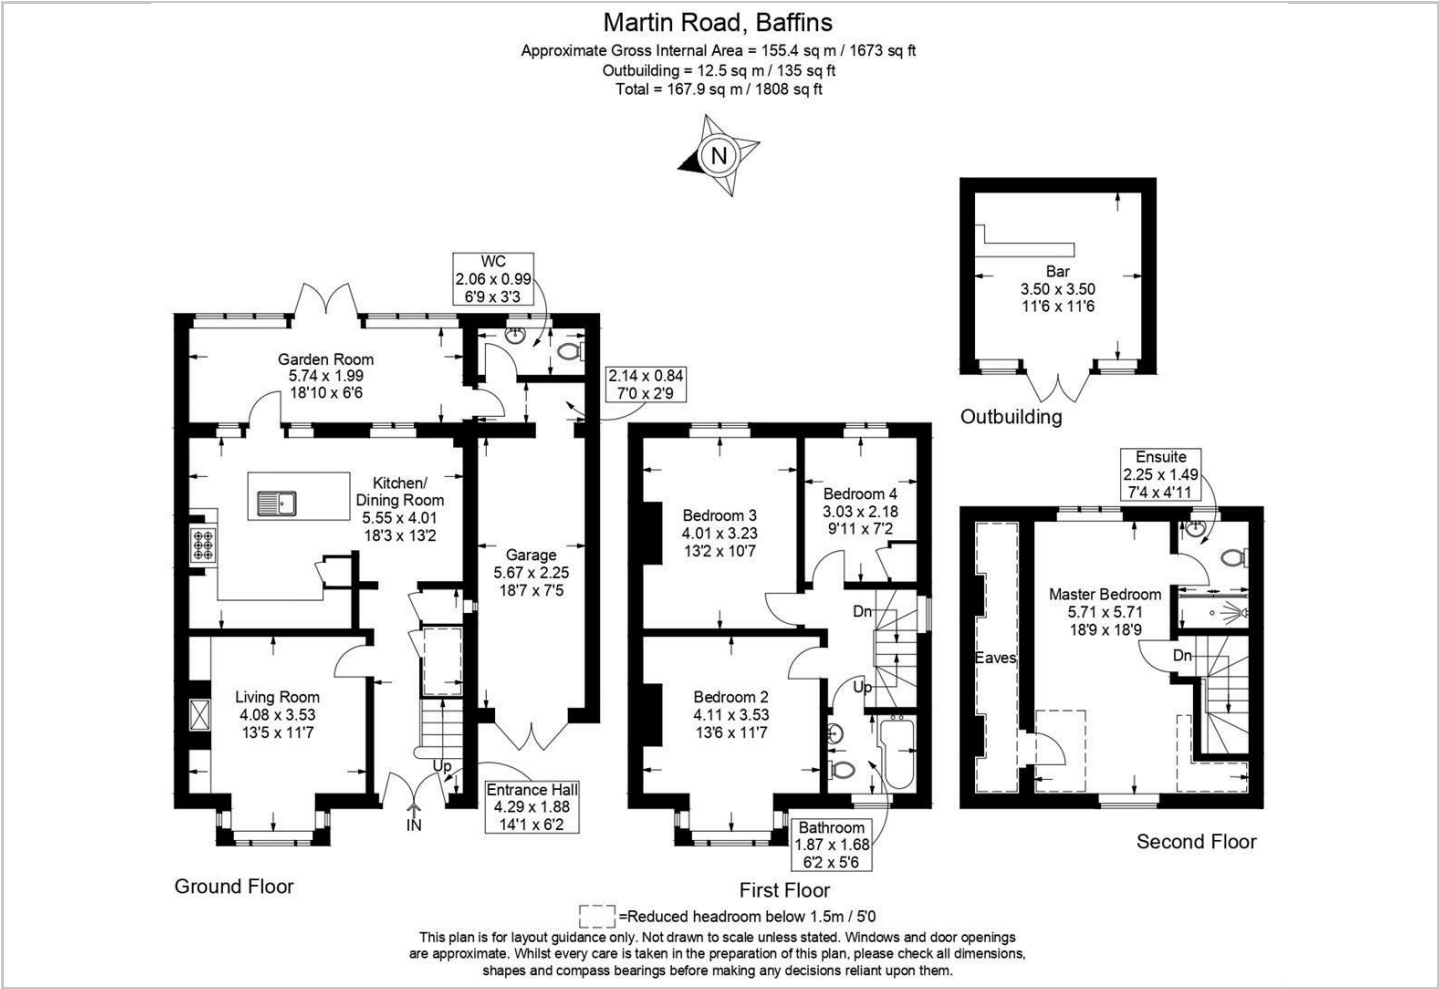 Martin Road, Baffins
Approximate Gross Internal Area = 155.4 sq m / 1673 sq ft
Outbuilding = 12.5 sq m / 135 sq ft
Total = 167.9 sq m / 1808 sq ft
N
WC
2.06 x 0.99
6'9 x 3'3
Garden Room
5.74 x 1.99
18'10 x 6'6
2.14 x 0.84
7'0 x 2'9
Kitchen/
Dining Room
5.55 x 4.01
18'3 x 13'2
Garage
5.67 x 2.25
18'7 x 7'5
Living Room
4.08 x 3.53
13'5 x 11'7
Up
Entrance Hall
4.29 x 1.88
14'1 x 6'2
IN
Ground Floor
Bedroom 3
4.01 x 3.23
13'2 x 10'7
Bedroom 4
3.03 x 2.18
9'11 x 7'2
Dn
Up
Bedroom 2
4.11 x 3.53
13'6 x 11'7
Bathroom
1.87 x 1.68
6'2 x 5'6
First Floor
Bar
3.50 x 3.50
11'6 x 11'6
Outbuilding
Ensuite
2.25 x 1.49
7'4 x 4'11
Master Bedroom
5.71 x 5.71
18'9 x 18'9
Eaves
Dn
Second Floor
=Reduced headroom below 1.5m / 5'0
This plan is for layout guidance only. Not drawn to scale unless stated. Windows and door openings
are approximate. Whilst every care is taken in the preparation of this plan, please check all dimensions,
shapes and compass bearings before making any decisions reliant upon them.